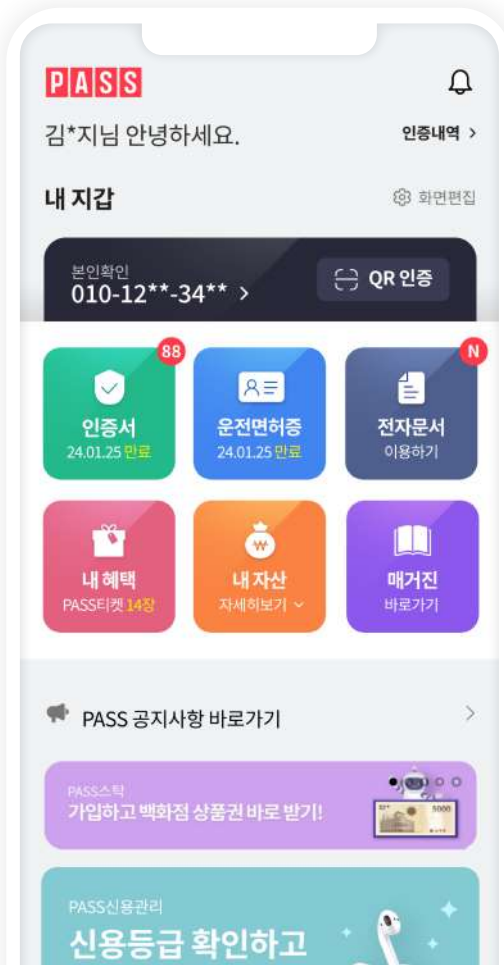 PASS
김*지님 안녕하세요.
인증내역 >
내 지갑
화면편집
본인확인
010-12**-34** >
QR 인증
88
인증서
24.01.25 만료
운전면허증
24.01.25 만료
N
전자문서
이용하기
내 혜택
PASS티켓 14장
내 자산
자세히보기
매거진
바로가기
PASS 공지사항 바로가기 >
PASS스탁
가입하고 백화점 상품권 바로 받기!
5000
PASS신용관리
신용등급 확인하고